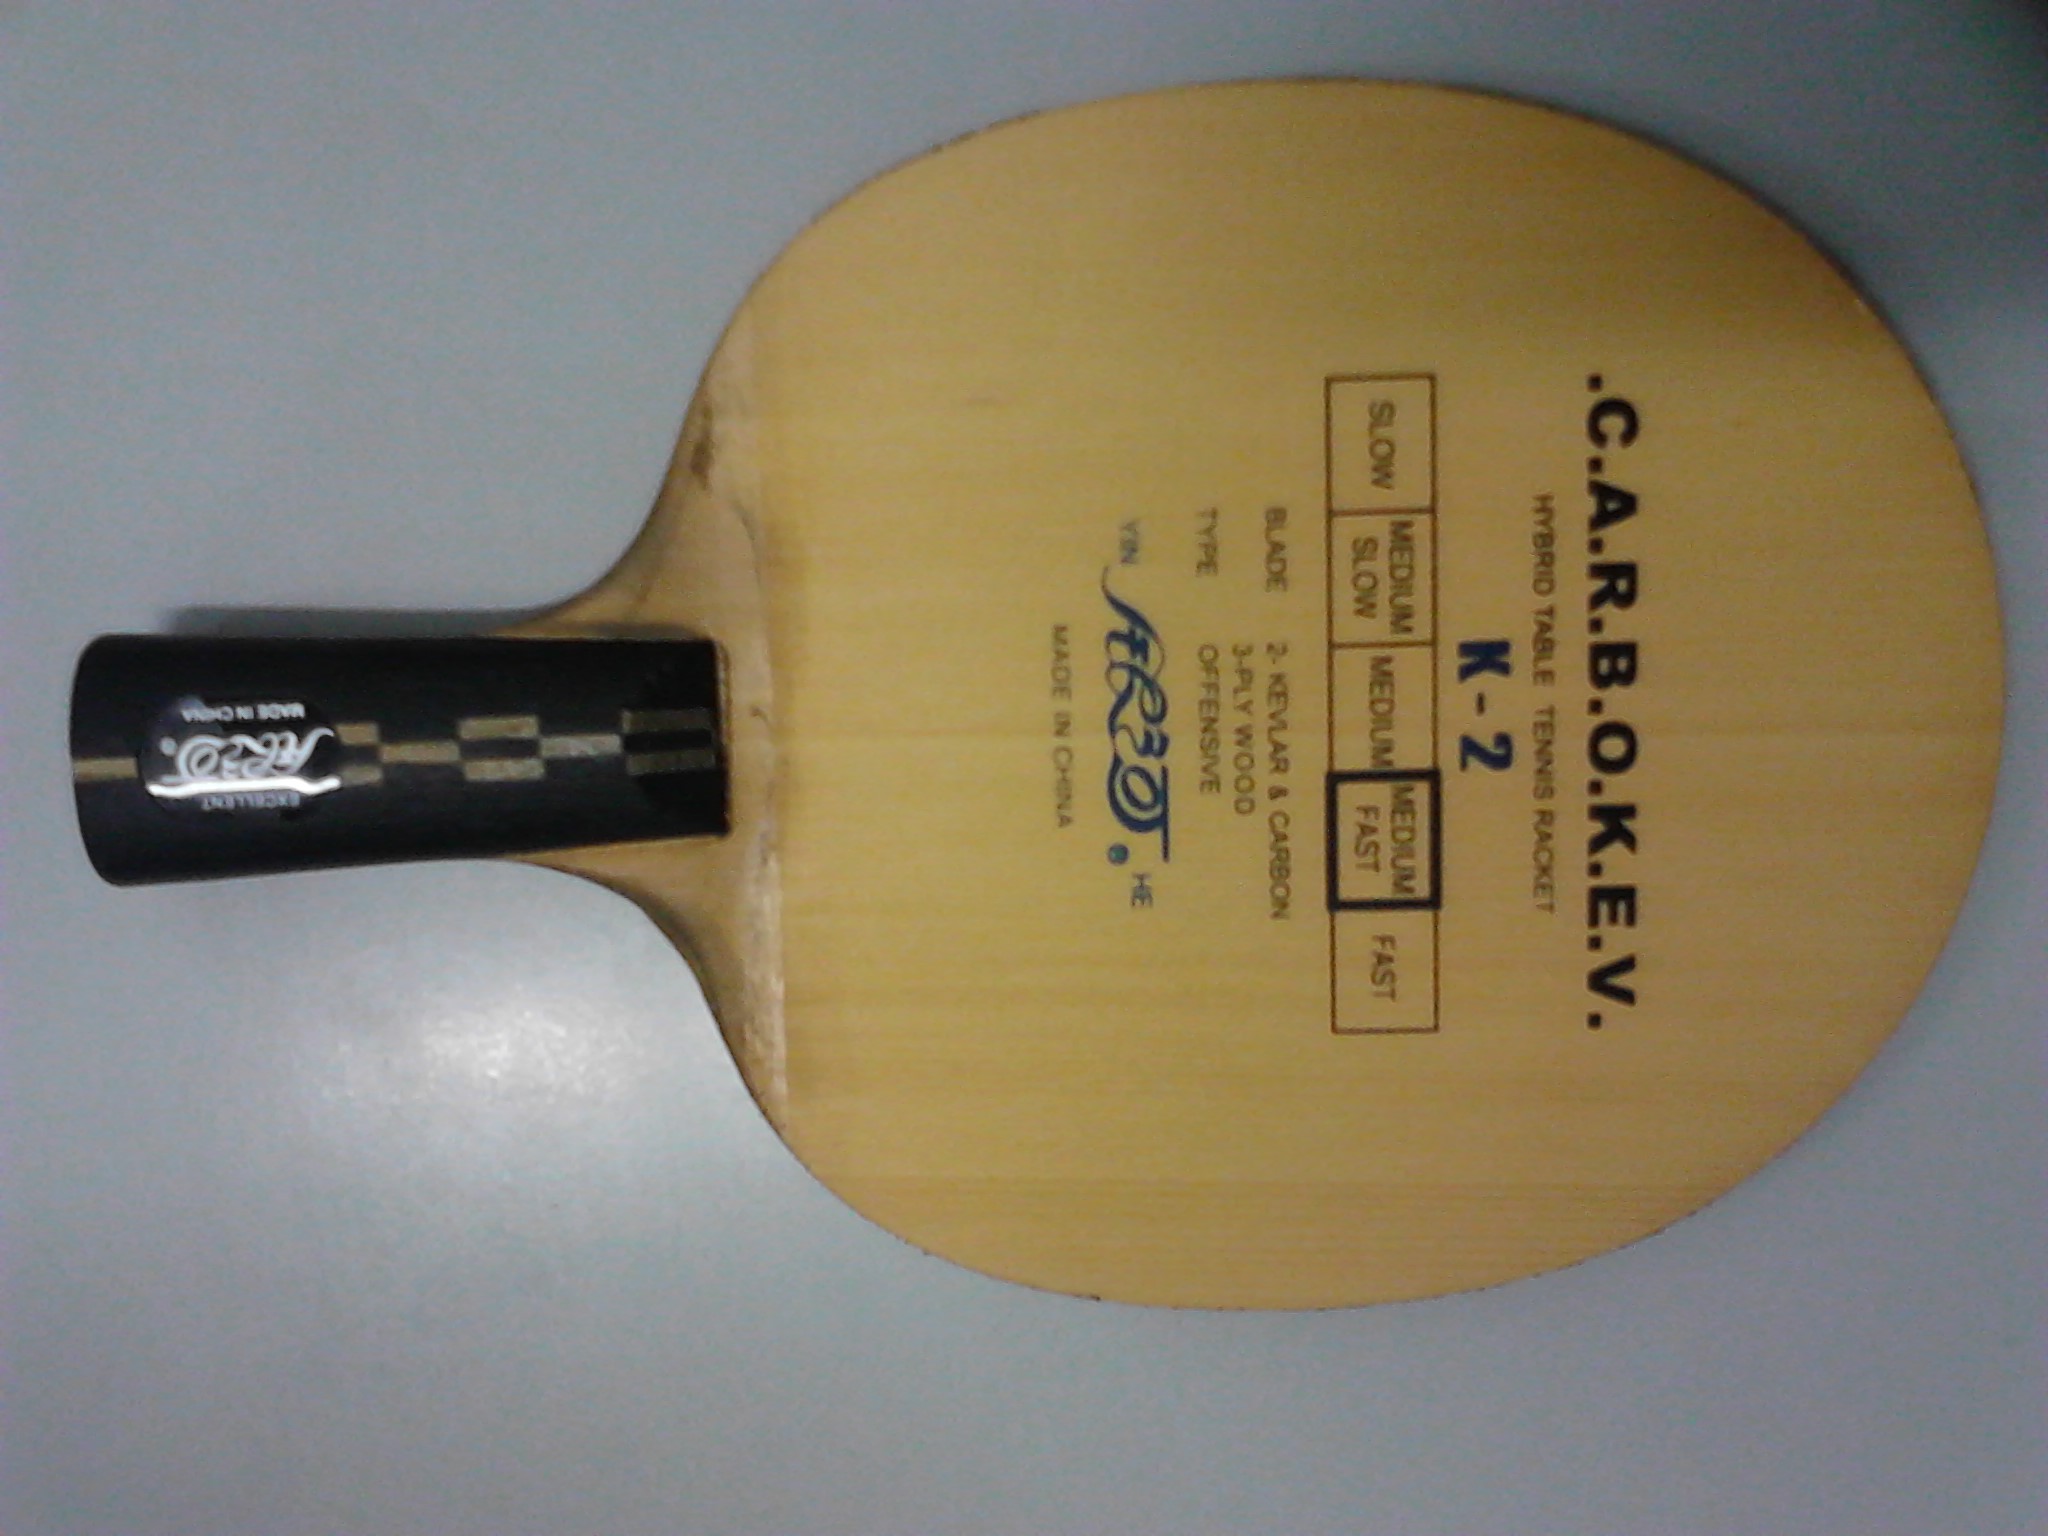 .C.A.R.B.O.K.E.V.
HYBRID TABLE TENNIS RACKET
K-2
SLOW
MEDIUM
SLOW
MEDIUM
MEDIUM
FAST
FAST
BLADE 2- KEVLAR & CARBON
3-PLY WOOD
TYPE OFFENSIVE
YIN HE
MADE IN CHINA
EXCELLENT
MADE IN CHINA